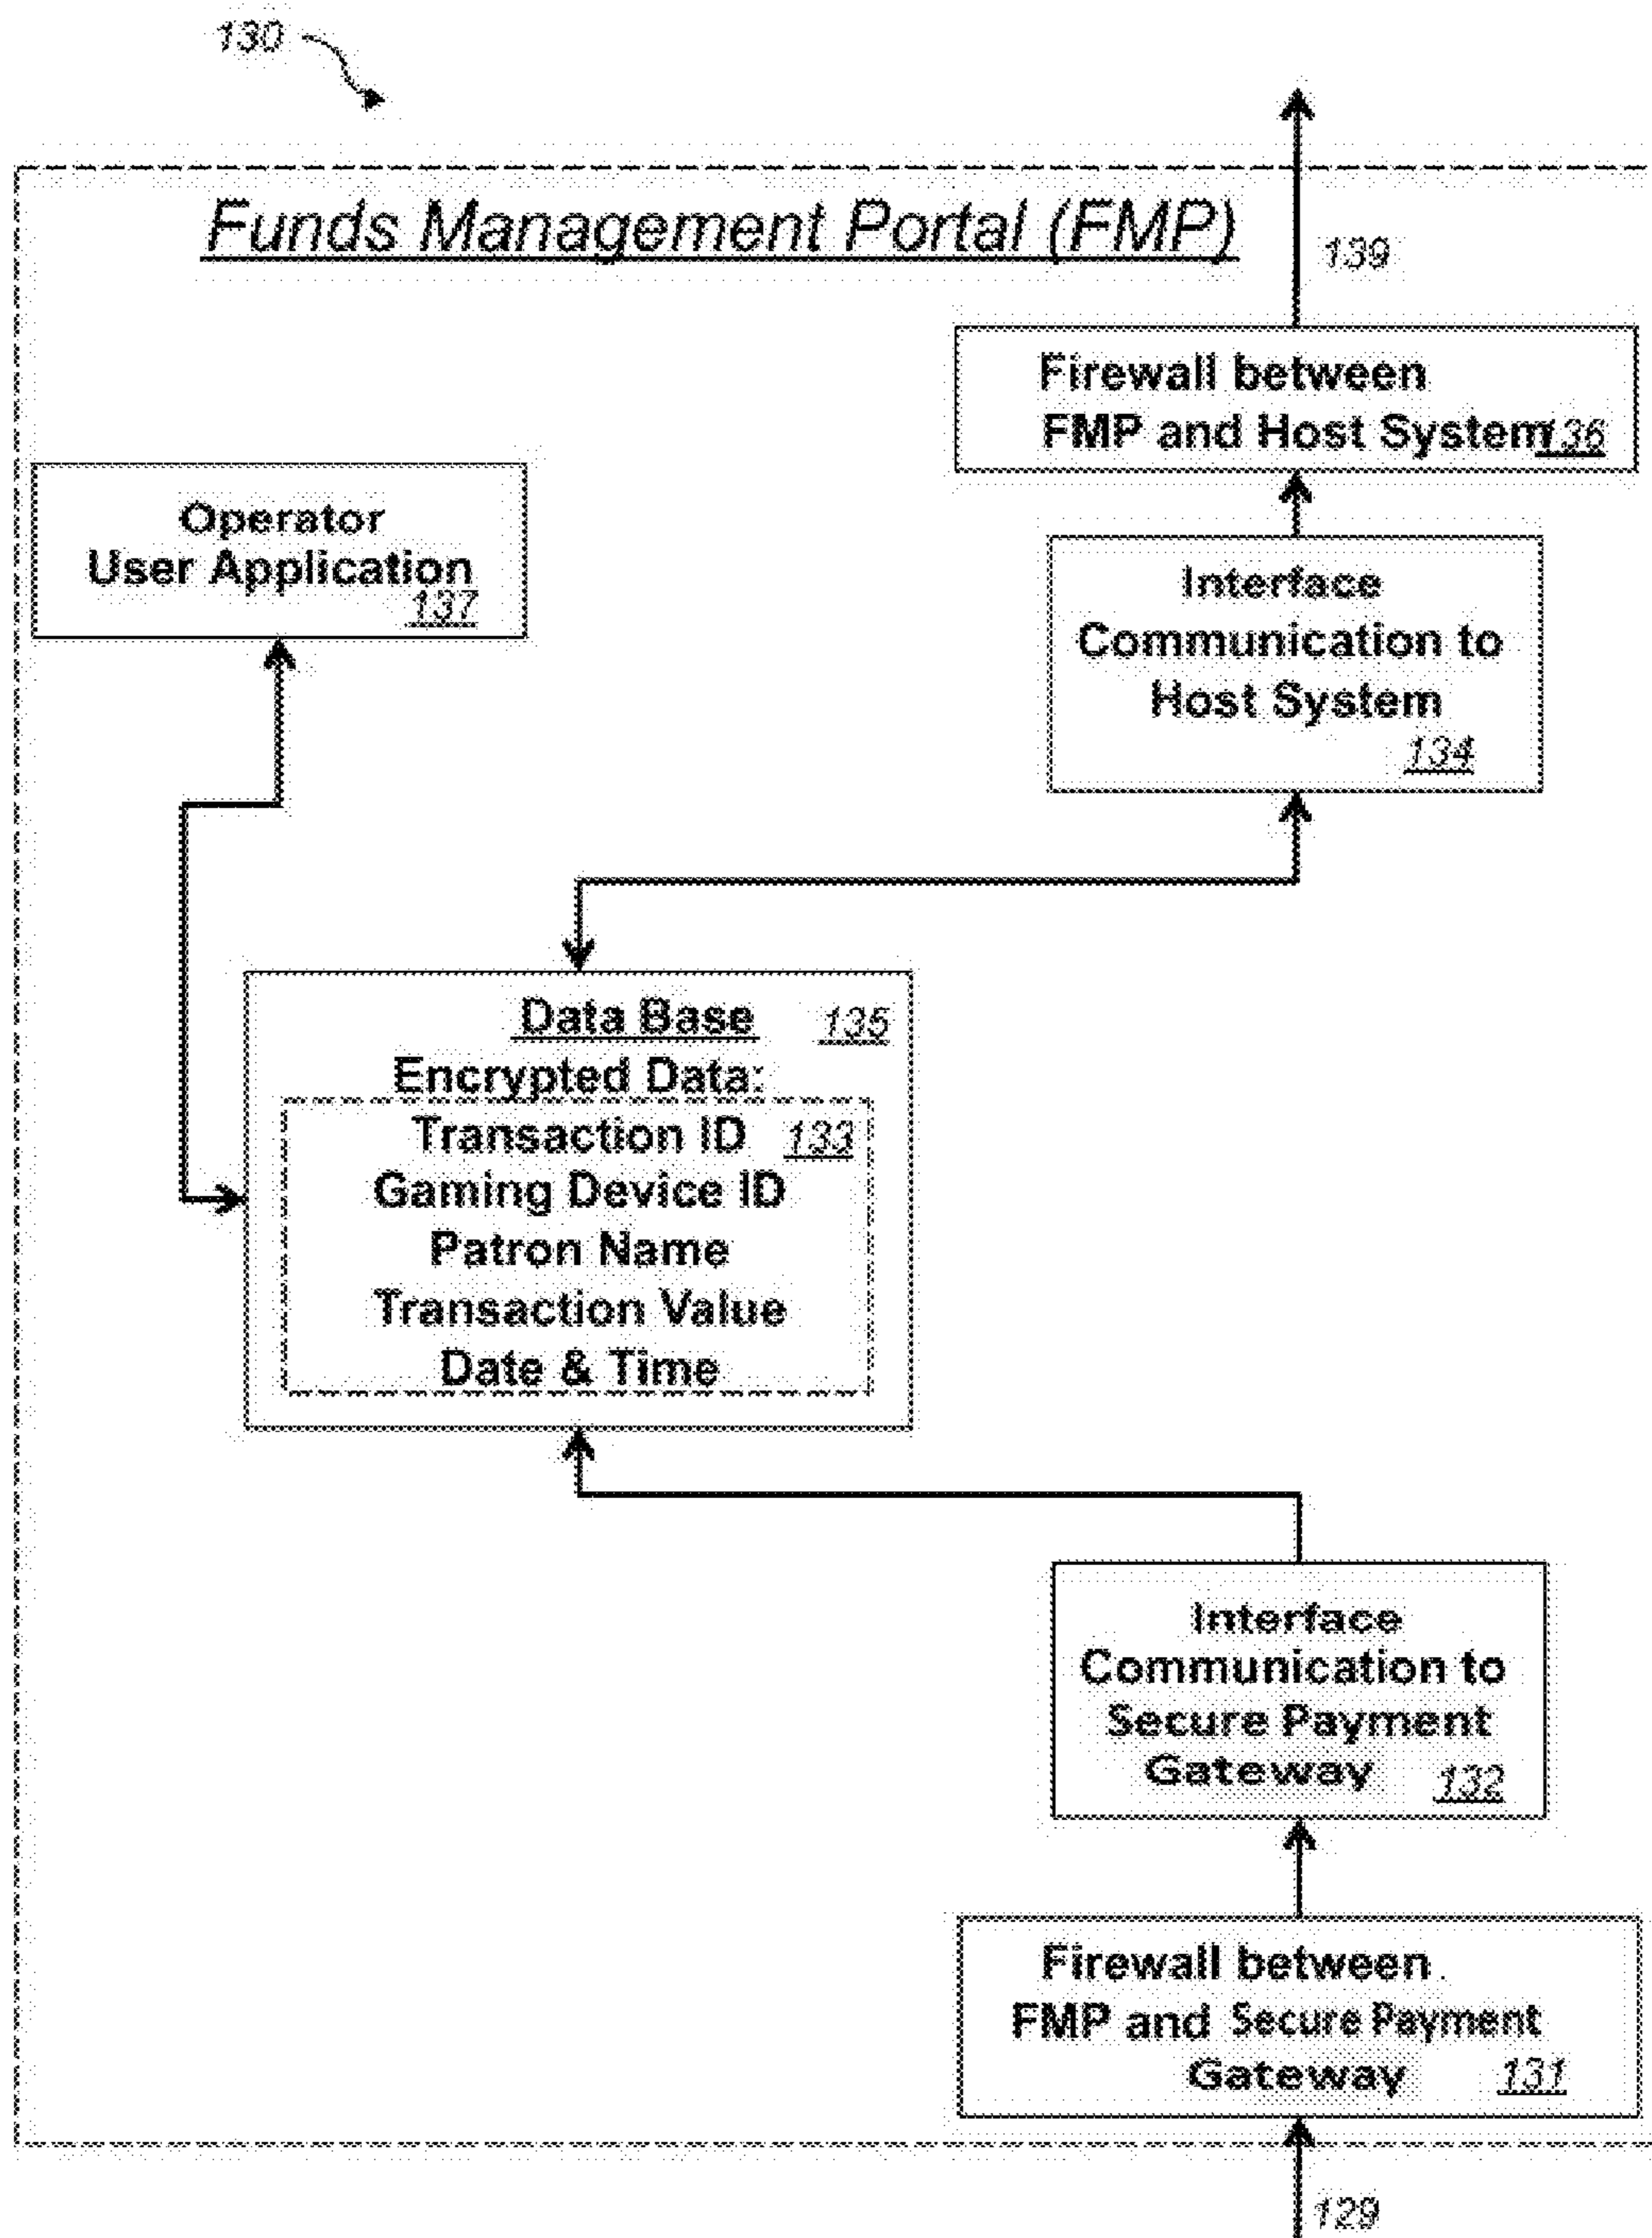 130
Funds Management Portal (FMP)
139
Firewall between
FMP and Host System 136
Operator
User Application
137
Interface
Communication to
Host System
134
Data Base 135
Encrypted Data:
Transaction ID 133
Gaming Device ID
Patron Name
Transaction Value
Date & Time
Interface
Communication to
Secure Payment
Gateway 132
Firewall between
FMP and Secure Payment
Gateway 131
129